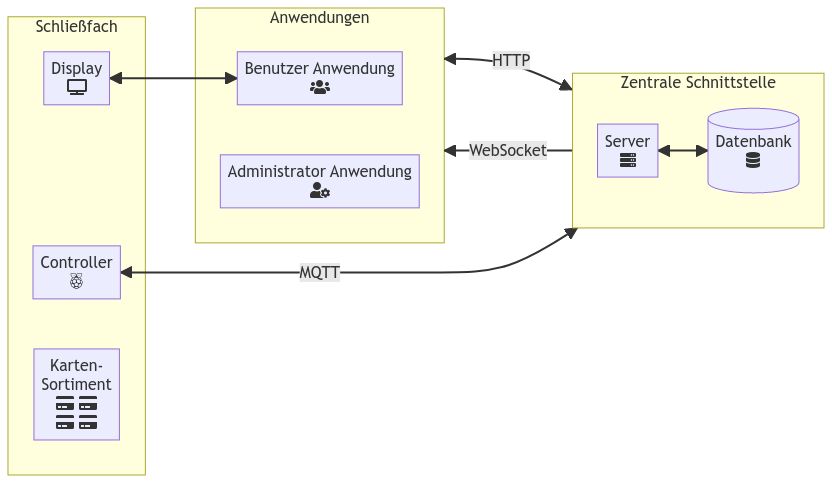 Schließfach
Display
Controller
Karten-
Sortiment
Anwendungen
Benutzer Anwendung
Administrator Anwendung
HTTP
WebSocket
MQTT
Zentrale Schnittstelle
Server
Datenbank